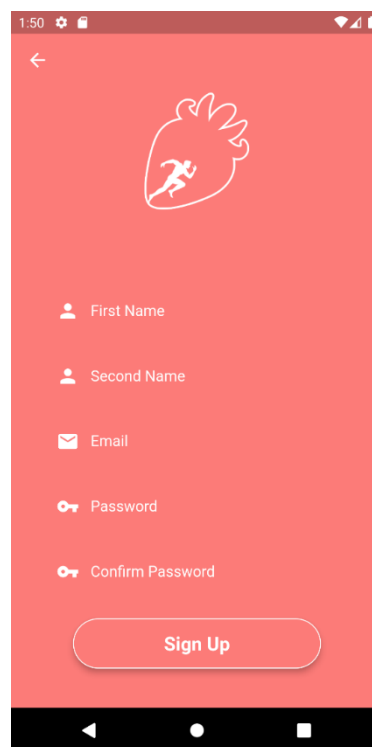 1:50
First Name
Second Name
Email
Password
Confirm Password
Sign Up